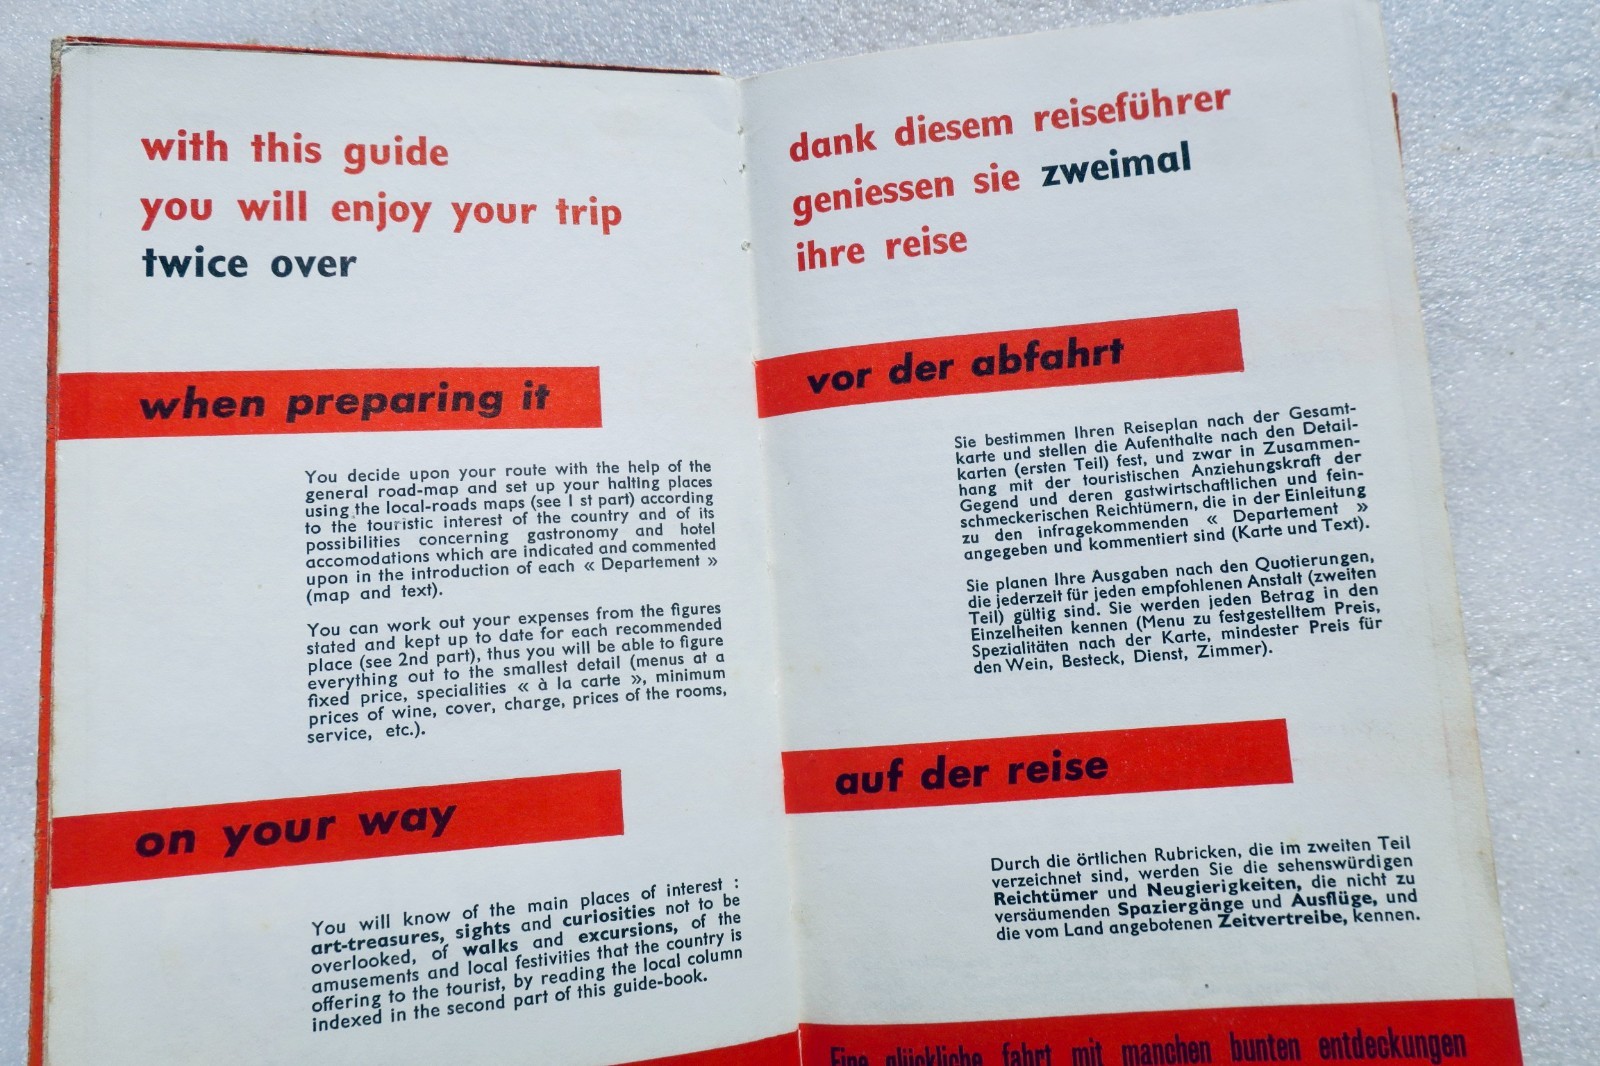 with this guide
you will enjoy your trip
twice over
when preparing it
You decide upon your route with the help of the
general road-map and set up your halting places
using the local-roads maps (see I st part) according
to the touristic interest of the country and of its
possibilities concerning gastronomy and hotel
accomodations which are indicated and commented
upon in the introduction of each « Departement »
(map and text).
You can work out your expenses from the figures
stated and kept up to date for each recommended
place (see 2nd part), thus you will be able to figure
everything out to the smallest detail (menus at a
fixed price, specialities « à la carte », minimum
prices of wine, cover, charge, prices of the rooms,
service, etc.).
on your way
You will know of the main places of interest :
art-treasures, sights and curiosities not to be
overlooked, of walks and excursions, of the
amusements and local festivities that the country is
offering to the tourist, by reading the local column
indexed in the second part of this guide-book.
dank diesem reiseführer
geniessen sie zweimal
ihre reise
vor der abfahrt
Sie bestimmen Ihren Reiseplan nach der Gesamt-
karte und stellen die Aufenthalte nach den Detail-
karten (ersten Teil) fest, und zwar in Zusammen-
hang mit der touristischen Anziehungskraft der
Gegend und deren gastwirtschaftlichen und fein-
schmeckerischen Reichtümern, die in der Einleitung
zu den infragekommenden « Departement »
angegeben und kommentiert sind (Karte und Text).
Sie planen Ihre Ausgaben nach den Quotierungen,
die jederzeit für jeden empfohlenen Anstalt (zweiten
Teil) gültig sind. Sie werden jeden Betrag in den
Einzelheiten kennen (Menu zu festgestelltem Preis,
Spezialitäten nach der Karte, mindester Preis für
den Wein, Besteck, Dienst, Zimmer).
auf der reise
Durch die örtlichen Rubricken, die im zweiten Teil
verzeichnet sind, werden Sie die sehenswürdigen
Reichtümer und Neugierigkeiten, die nicht zu
versäumenden Spaziergänge und Ausflüge, und
die vom Land angebotenen Zeitvertreibe, kennen.
Eine glückliche fahrt mit manchen bunten entdeckungen